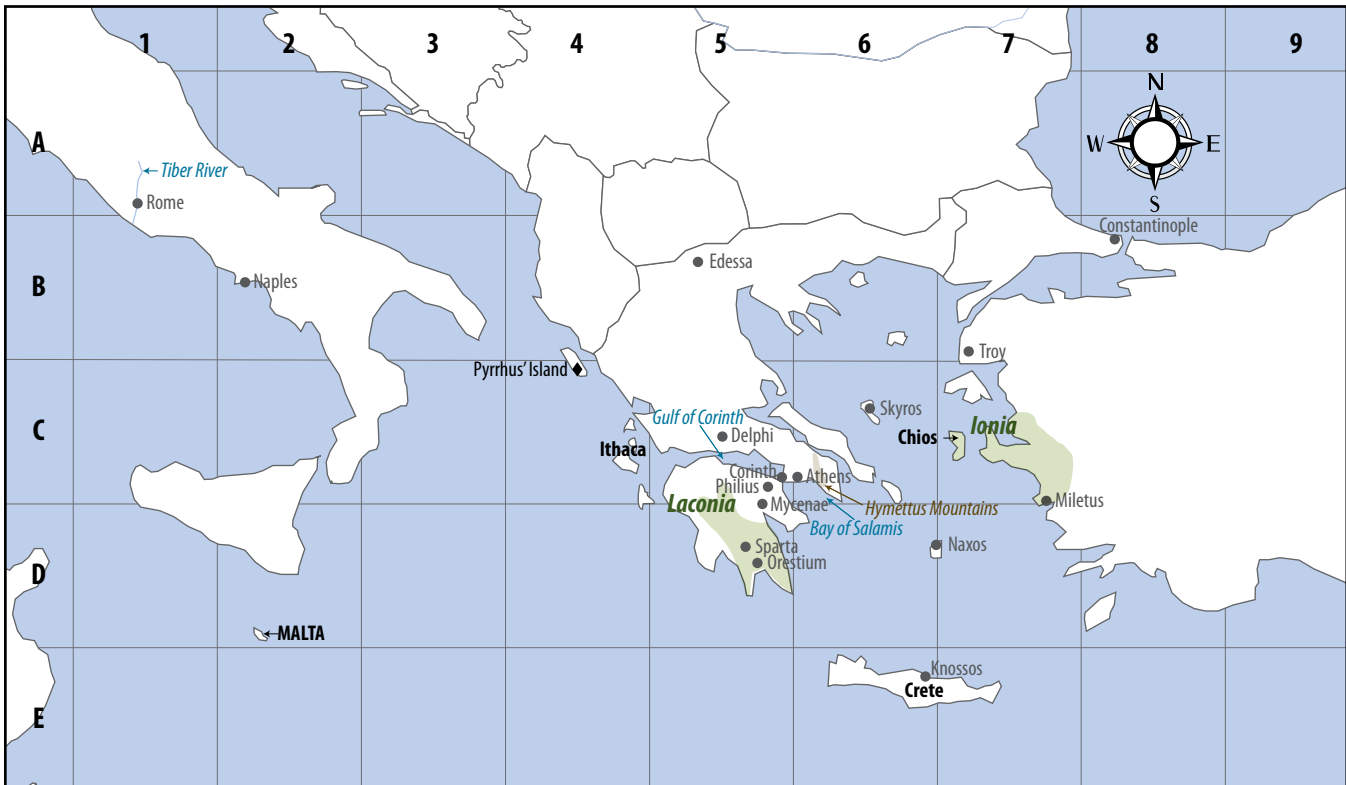 1 2 3 4 5 6 7 8 9
N
A
W E
Tiber River
Rome
S
Constantinople
Edessa
B
Naples
Troy
Pyrrhus' Island
Skyros
Gulf of Corinth
C
Ionia
Delphi
Chios
Ithaca
Corinth
Athens
Philius
Laconia
Mycenae
Hymettus Mountains
Miletus
Bay of Salamis
Sparta
Naxos
Orestium
D
MALTA
Knossos
Crete
E